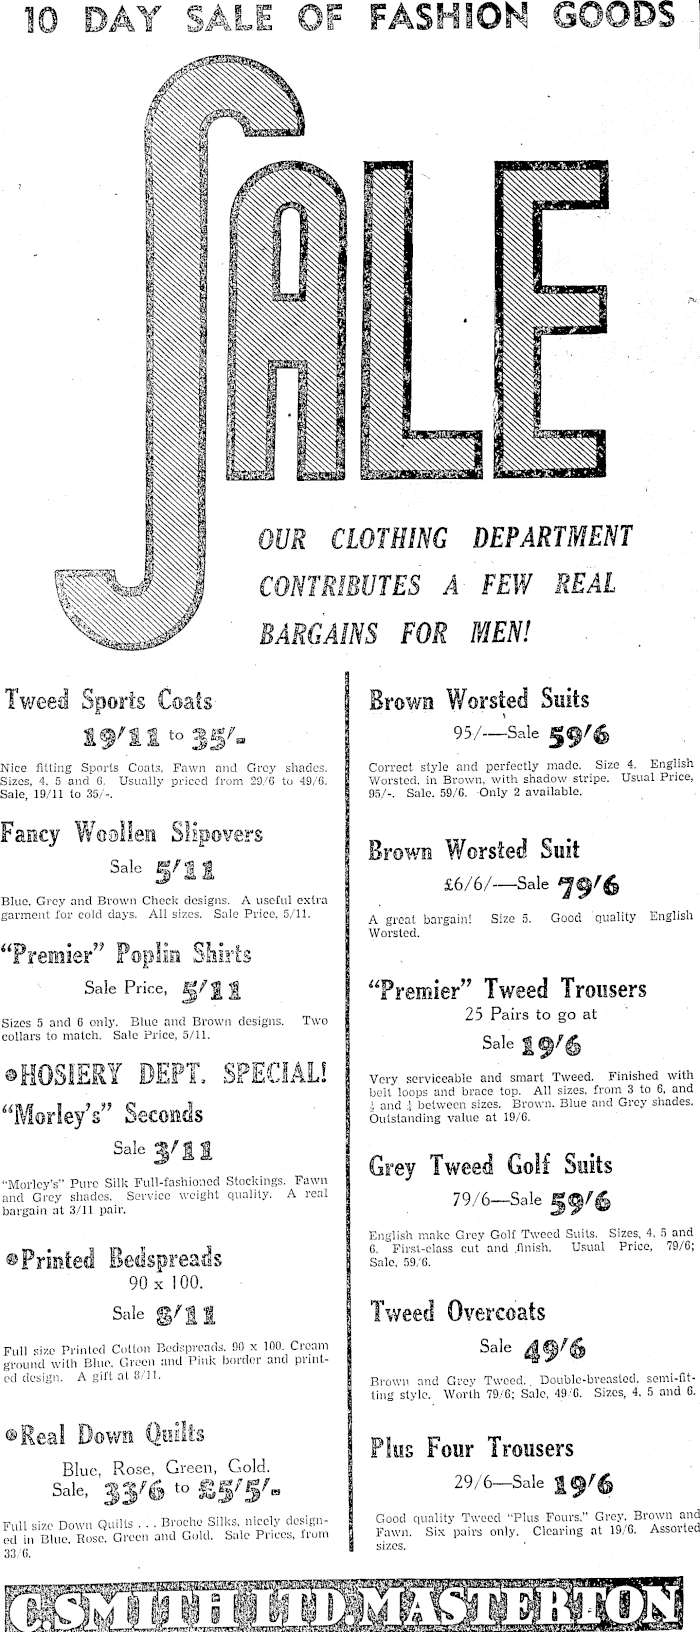 10 DAY SALE OF FASHION GOODS
SALE
OUR CLOTHING DEPARTMENT
CONTRIBUTES A FEW REAL
BARGAINS FOR MEN!
Tweed Sports Coats
19/11 to 35/-
Nice fitting Sports Coats, Fawn and Grey shades.
Sizes, 4, 5 and 6. Usually priced from 29/6 to 49/6.
Sale, 19/11 to 35/-.
Fancy Woollen Slipovers
Sale 5/11
Blue, Grey and Brown Check designs. A useful extra
garment for cold days. All sizes. Sale Price, 5/11.
"Premier" Poplin Shirts
Sale Price, 5/11
Sizes 5 and 6 only. Blue and Brown designs. Two
collars to match. Sale Price, 5/11.
HOSIERY DEPT. SPECIAL!
"Morley's" Seconds
Sale 3/11
"Morley's" Pure Silk Full-fashioned Stockings. Fawn
and Grey shades. Service weight quality. A real
bargain at 3/11 pair.
Printed Bedspreads
90 x 100.
Sale 8/11
Full size Printed Cotton Bedspreads, 90 x 100. Cream
ground with Blue, Green and Pink border and print-
ed design. A gift at 8/11.
Real Down Quilts
Blue, Rose, Green, Gold.
Sale, 33/6 to £5/5/-
Full size Down Quilts . . . Broche Silks, nicely design-
ed in Blue, Rose, Green and Gold. Sale Prices, from
33/6.
Brown Worsted Suits
95/-—Sale 59/6
Correct style and perfectly made. Size 4. English
Worsted, in Brown, with shadow stripe. Usual Price,
95/-. Sale, 59/6. Only 2 available.
Brown Worsted Suit
£6/6/-—Sale 79/6
A great bargain! Size 5. Good quality English
Worsted.
"Premier" Tweed Trousers
25 Pairs to go at
Sale 19/6
Very serviceable and smart Tweed. Finished with
belt loops and brace top. All sizes, from 3 to 6, and
and between sizes. Brown, Blue and Grey shades.
Outstanding value at 19/6.
Grey Tweed Golf Suits
79/6—Sale 59/6
English make Grey Golf Tweed Suits. Sizes, 4, 5 and
6. First-class cut and finish. Usual Price, 79/6;
Sale, 59/6.
Tweed Overcoats
Sale 49/6
Brown and Grey Tweed. Double-breasted, semi-fit-
ting style. Worth 79/6; Sale, 49/6. Sizes, 4, 5 and 6.
Plus Four Trousers
29/6—Sale 19/6
Good quality Tweed "Plus Fours," Grey, Brown and
Fawn. Six pairs only. Clearing at 19/6. Assorted
sizes.
C. SMITH LTD. MASTERTON